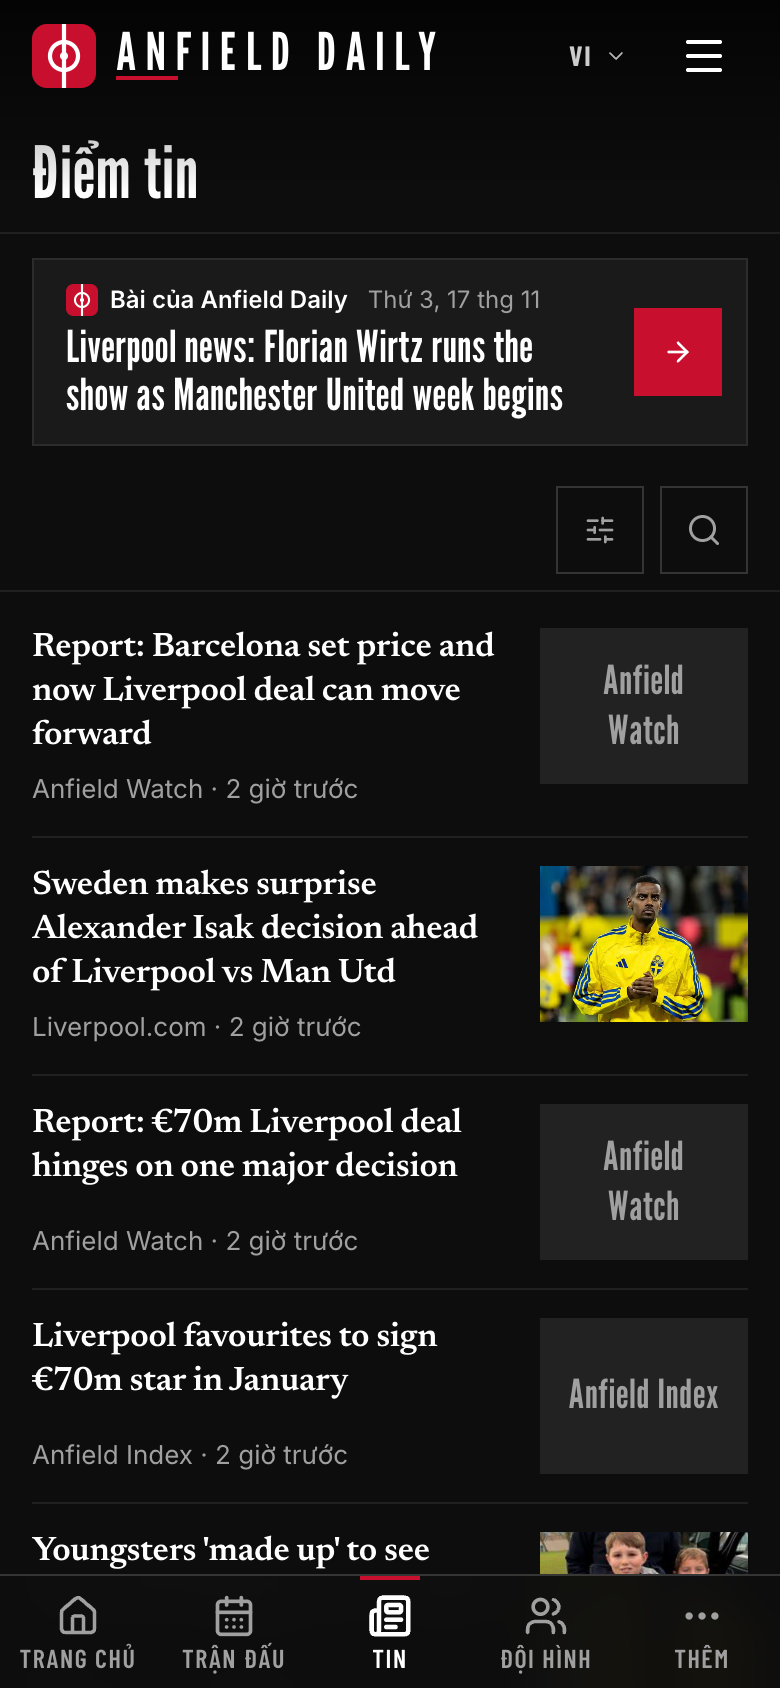 ANFIELD DAILY
VI
Điểm tin
Bài của Anfield Daily Thứ 3, 17 thg 11
Liverpool news: Florian Wirtz runs the
show as Manchester United week begins
Report: Barcelona set price and
now Liverpool deal can move
forward
Anfield Watch · 2 giờ trước
Anfield
Watch
Sweden makes surprise
Alexander Isak decision ahead
of Liverpool vs Man Utd
Liverpool.com · 2 giờ trước
Report: €70m Liverpool deal
hinges on one major decision
Anfield Watch · 2 giờ trước
Anfield
Watch
Liverpool favourites to sign
€70m star in January
Anfield Index · 2 giờ trước
Anfield Index
Youngsters 'made up' to see
TRANG CHỦ
TRẬN ĐẤU
TIN
ĐỘI HÌNH
THÊM